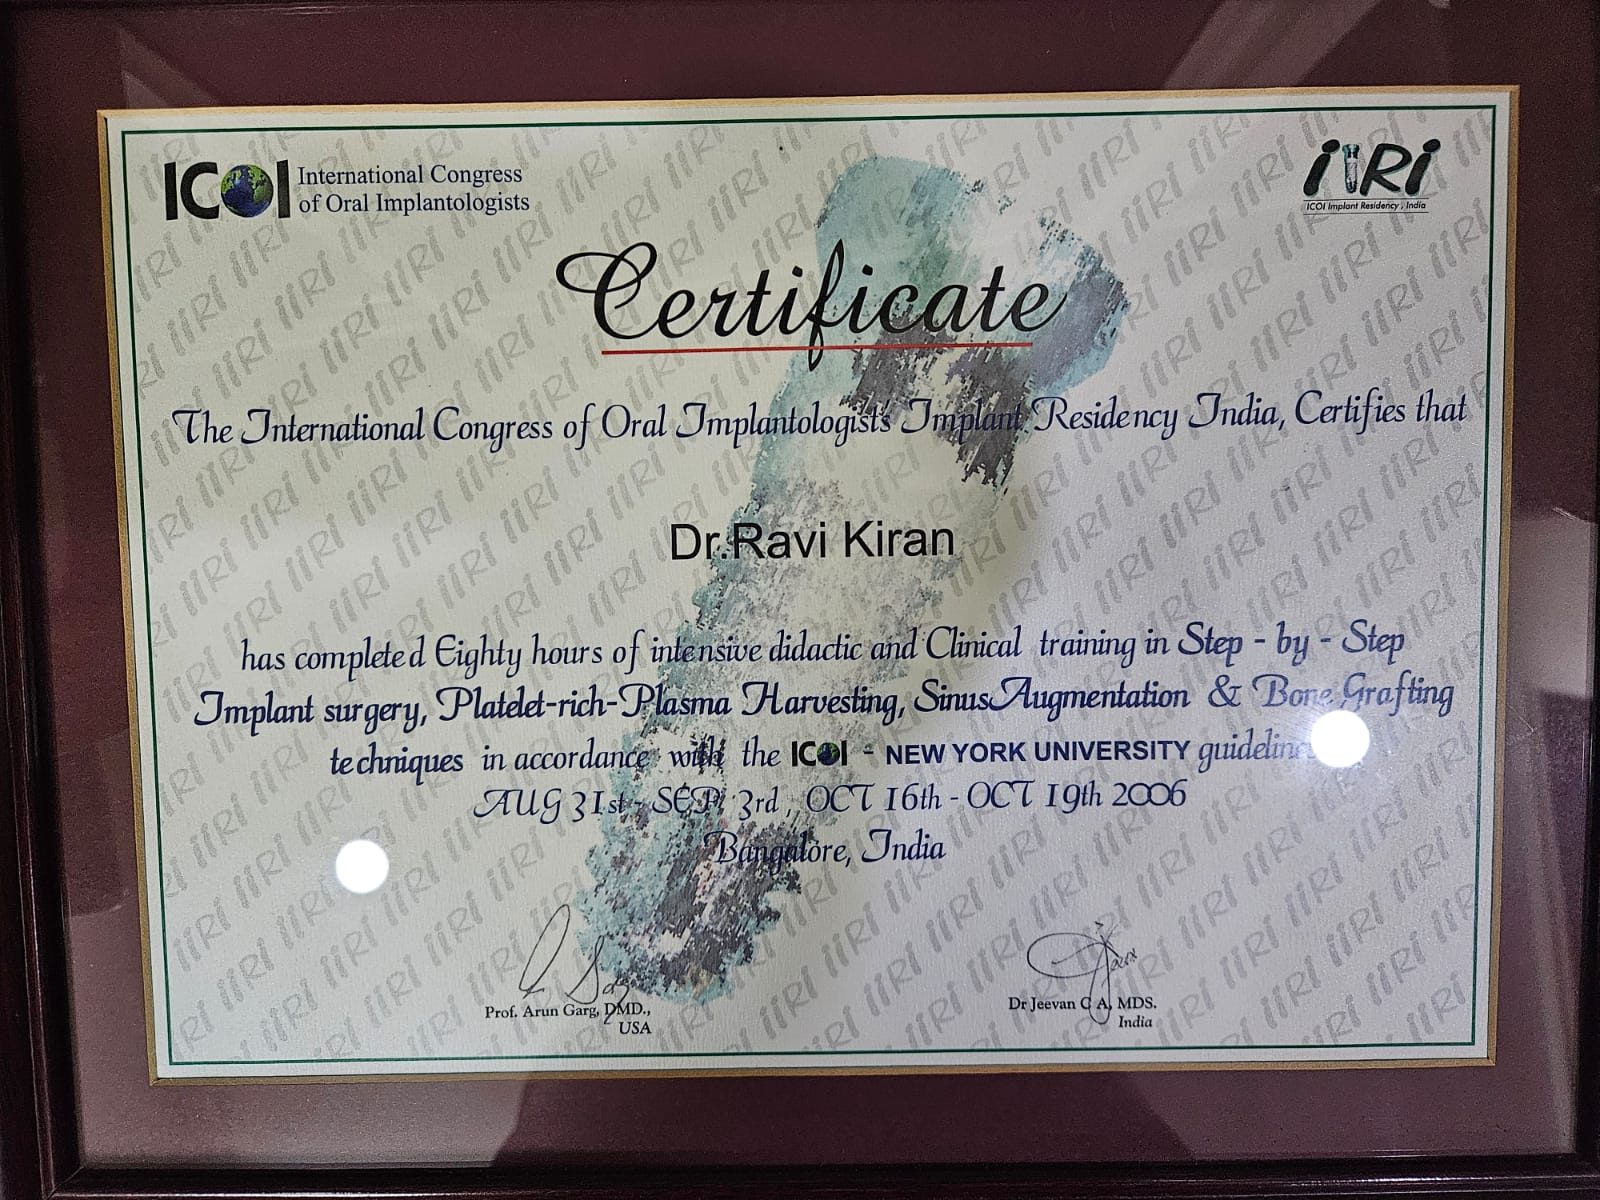 ICOI International Congress
of Oral Implantologists
iiRi
ICOI Implant Residency, India
Certificate
The International Congress of Oral Implantologist's Implant Residency India, Certifies that
Dr.Ravi Kiran
has completed Eighty hours of intensive didactic and Clinical training in Step - by - Step
Implant surgery, Platelet-rich-Plasma Harvesting, Sinus Augmentation & Bone Grafting
techniques in accordance with the ICOI - NEW YORK UNIVERSITY
AUG 31st - SEP. 3rd, OCT 16th - OCT 19th 2006
Bangalore, India
Prof. Arun Garg, DMD.,
USA
Dr Jeevan C A, MDS.
India